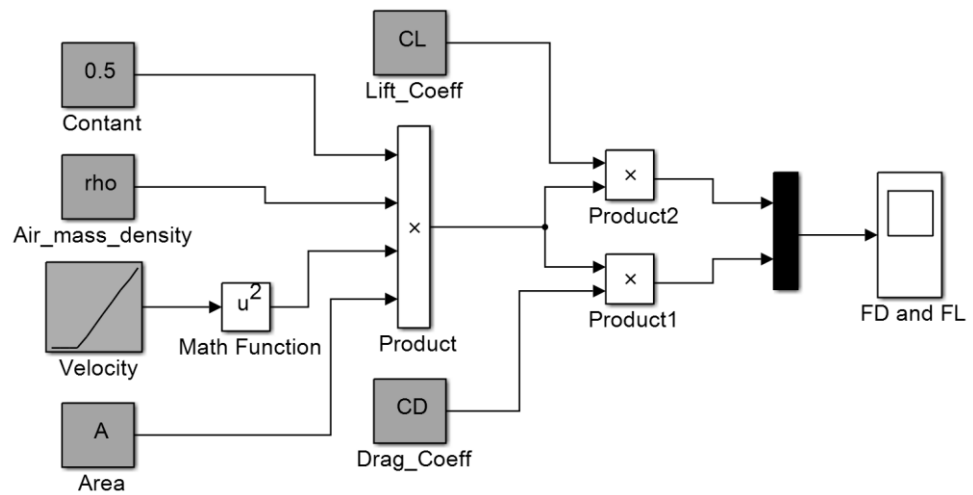 0.5
Contant
rho
Air_mass_density
Velocity
u2
Math Function
A
Area
CL
Lift_Coeff
×
Product
CD
Drag_Coeff
×
Product2
×
Product1
FD and FL